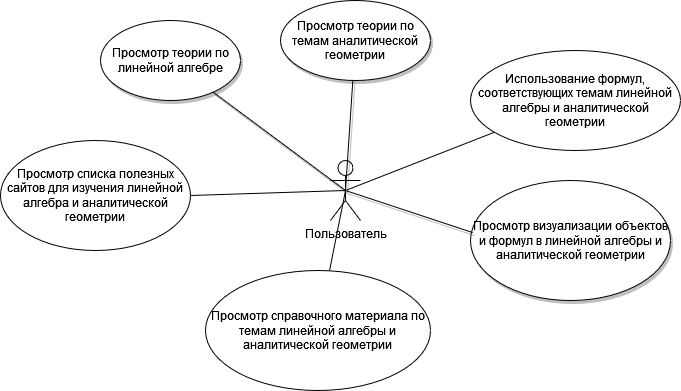 Просмотр теории по
темам аналитической
геометрии
Просмотр теории по
линейной алгебре
Использование формул,
соответствующих темам линейной
алгебры и аналитической
геометрии
Просмотр списка полезных
сайтов для изучения линейной
алгебра и аналитической
геометрии
Пользователь
Просмотр визуализации объектов
и формул в линейной алгебры и
аналитической геометрии
Просмотр справочного материала по
темам линейной алгебры и
аналитической геометрии